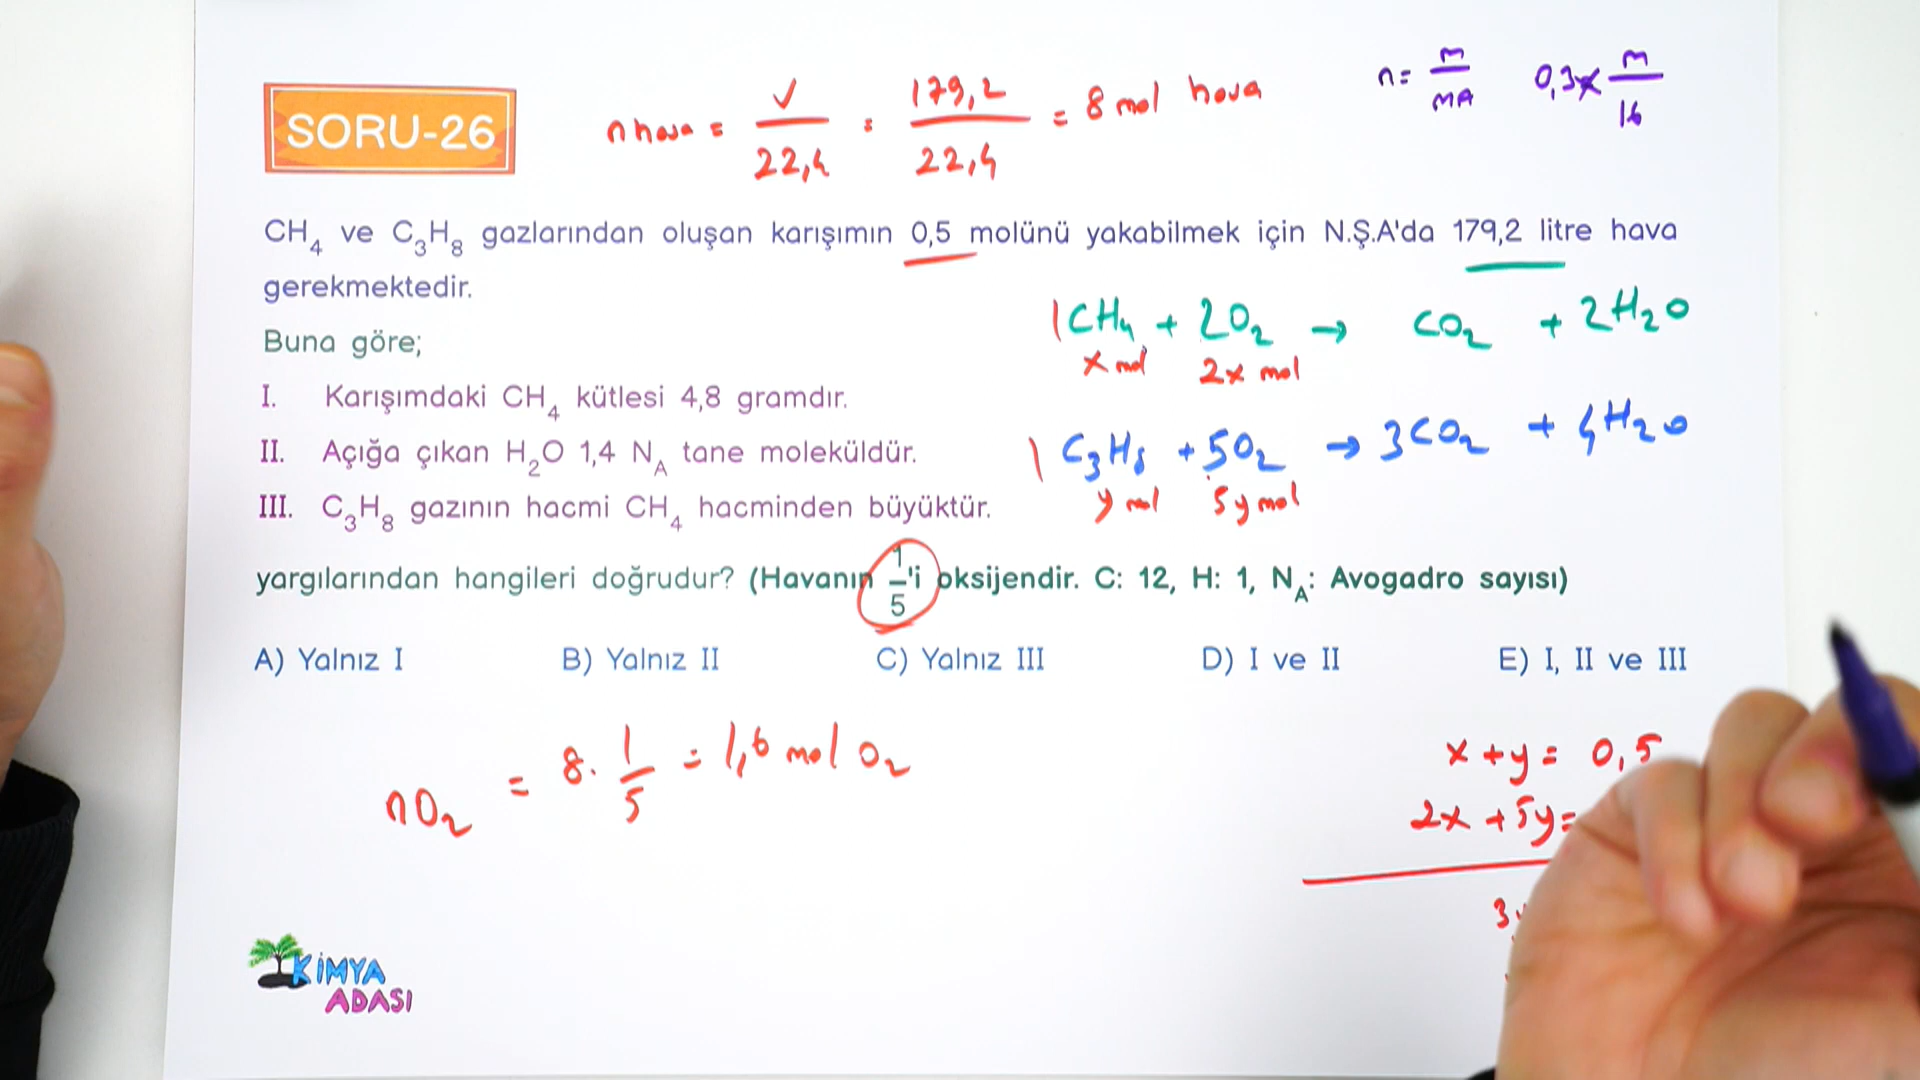 SORU-26
n hava = V / 22,4 = 179,2 / 22,4 = 8 mol hava
n = m / MA
0,3 m / 16
CH₄ ve C₃H₈ gazlarından oluşan karışımın 0,5 molünü yakabilmek için N.Ş.A'da 179,2 litre hava
gerekmektedir.
1CH₄ + 2O₂ → CO₂ + 2H₂O
x mol 2x mol
Buna göre;
I. Karışımdaki CH₄ kütlesi 4,8 gramdır.
1 C₃H₈ + 5O₂ → 3CO₂ + 4H₂O
y mol 5y mol
II. Açığa çıkan H₂O 1,4 N_A tane moleküldür.
III. C₃H₈ gazının hacmi CH₄ hacminden büyüktür.
yargılarından hangileri doğrudur? (Havanın 1/5'i oksijendir. C: 12, H: 1, N_A: Avogadro sayısı)
A) Yalnız I B) Yalnız II C) Yalnız III D) I ve II E) I, II ve III
nO₂ = 8 . 1/5 = 1,6 mol O₂
x + y = 0,5
2x + 5y =
3y
KİMYA
ADASI